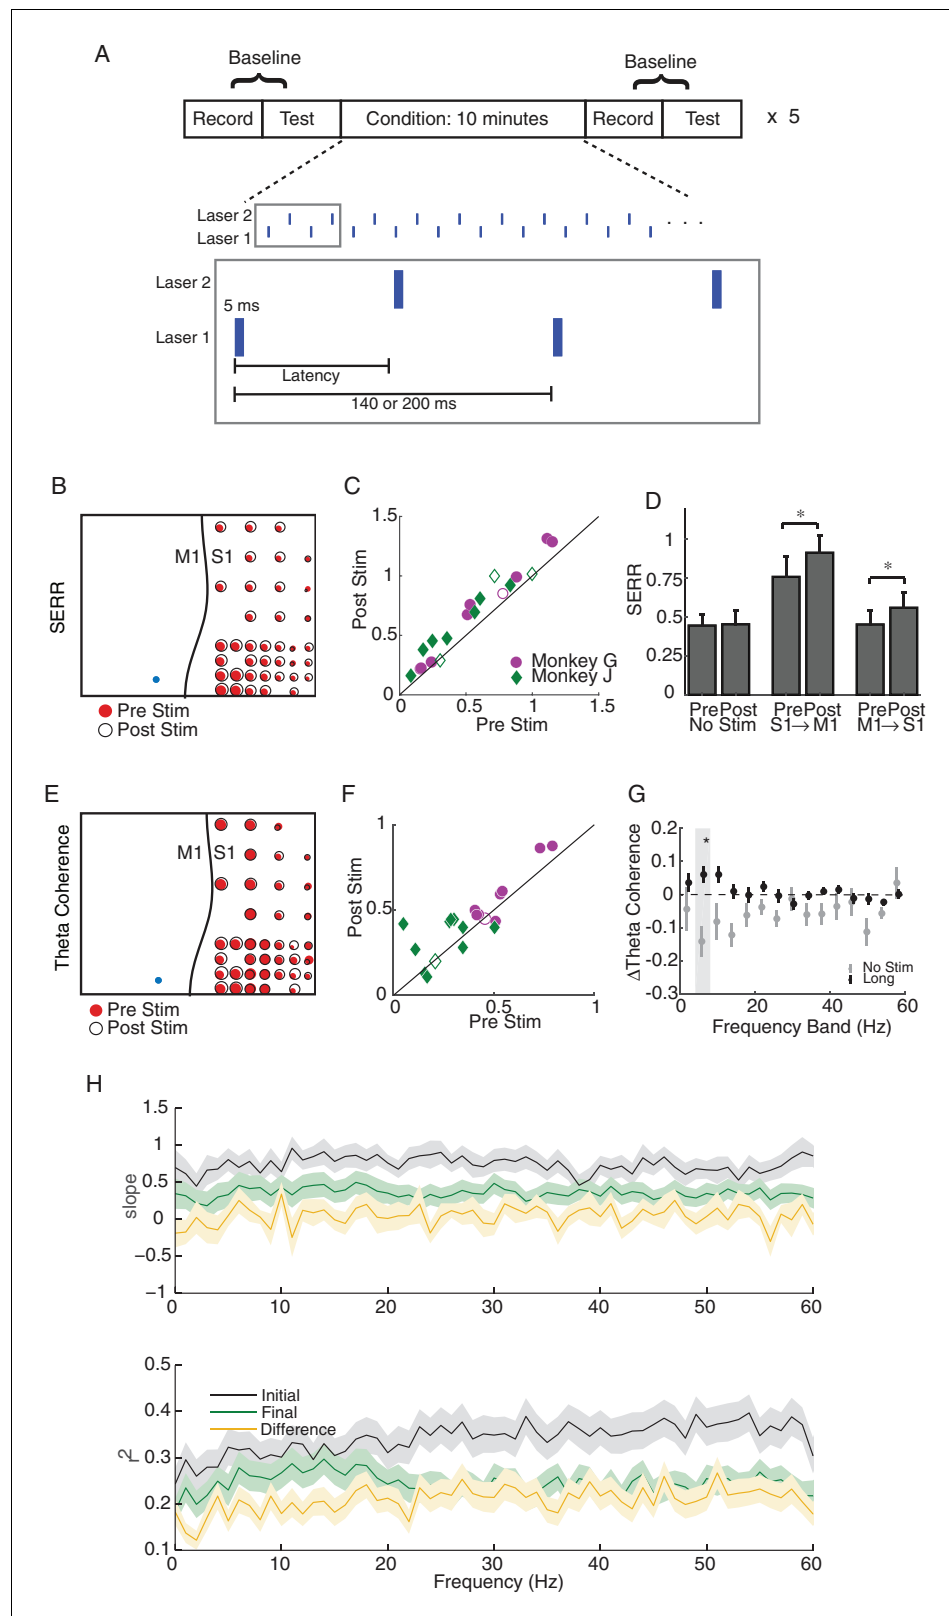 A
Baseline
Baseline
Record
Test
Condition: 10 minutes
Record
Test
x 5
Laser 2
Laser 1
. . .
Laser 2
5 ms
Laser 1
Latency
140 or 200 ms
B
SERR
M1
S1
Pre Stim
Post Stim
C
Post Stim
1.5
1
0.5
0
0
0.5
1
1.5
Monkey G
Monkey J
Pre Stim
D
SERR
1
0.75
0.5
0.25
*
*
PrePost
No Stim
PrePost
S1→M1
PrePost
M1→S1
E
Theta Coherence
M1
S1
Pre Stim
Post Stim
F
Post Stim
1
0.5
0
0
0.5
1
Pre Stim
G
ΔTheta Coherence
0.2
0.1
0
-0.1
-0.2
-0.3
*
No Stim
Long
0
20
40
60
Frequency Band (Hz)
H
slope
1.5
1
0.5
0
−0.5
−1
0
10
20
30
40
50
60
r2
0.5
0.4
0.3
0.2
0.1
Initial
Final
Difference
0
10
20
30
40
50
60
Frequency (Hz)